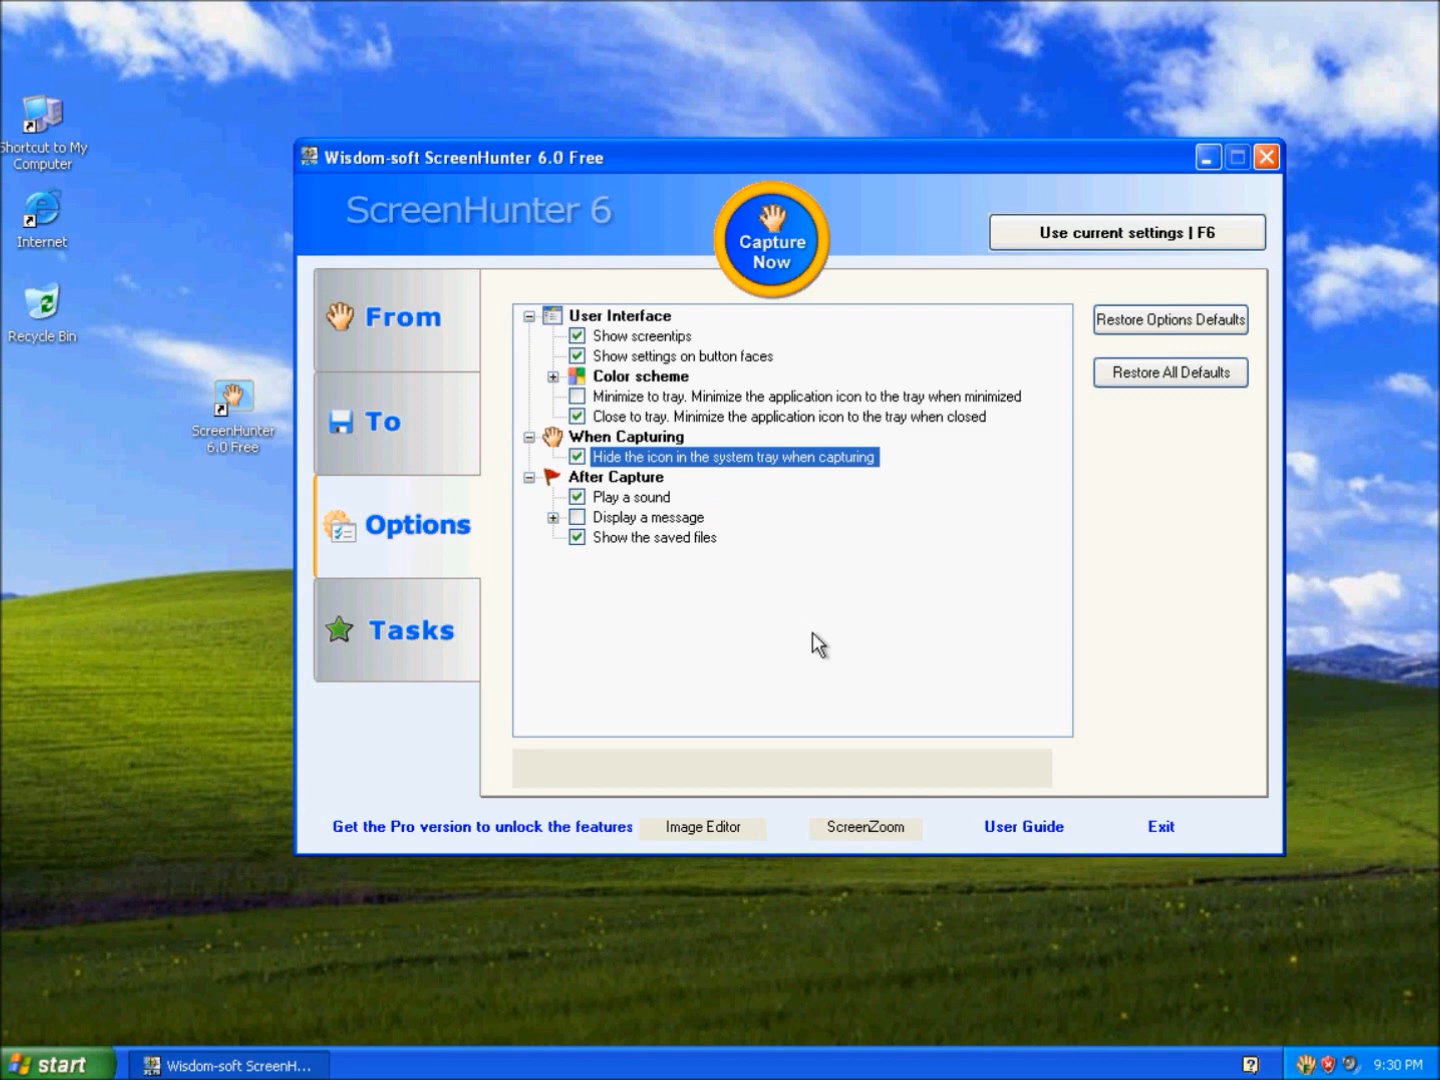 Shortcut to My
Computer
Internet
Recycle Bin
ScreenHunter
6.0 Free
Wisdom-soft ScreenHunter 6.0 Free
ScreenHunter 6
Capture
Now
Use current settings | F6
From
To
Options
Tasks
User Interface
Show screentips
Show settings on button faces
Color scheme
Minimize to tray. Minimize the application icon to the tray when minimized
Close to tray. Minimize the application icon to the tray when closed
When Capturing
Hide the icon in the system tray when capturing
After Capture
Play a sound
Display a message
Show the saved files
Restore Options Defaults
Restore All Defaults
Get the Pro version to unlock the features
Image Editor
ScreenZoom
User Guide
Exit
start
Wisdom-soft ScreenH...
9:30 PM